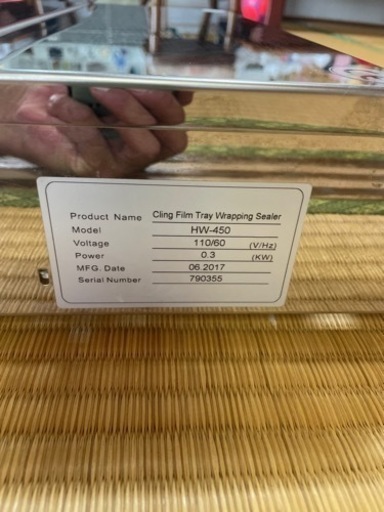 Product Name Cling Film Tray Wrapping Sealer
Model HW-450
Voltage 110/60 (V/Hz)
Power 0.3 (KW)
MFG. Date 06.2017
Serial Number 790355